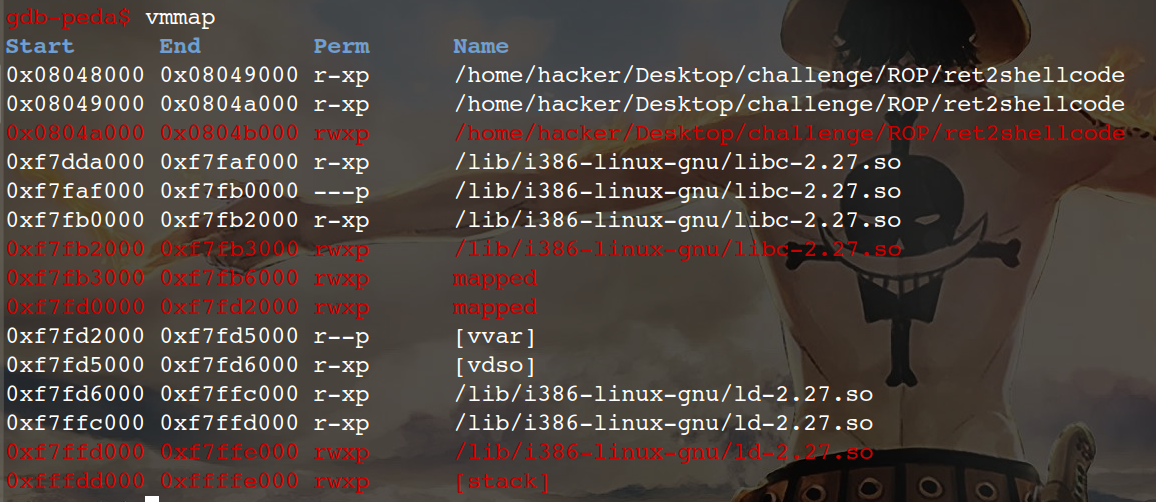 gdb-peda$ vmmap
Start End Perm Name
0x08048000 0x08049000 r-xp /home/hacker/Desktop/challenge/ROP/ret2shellcode
0x08049000 0x0804a000 r-xp /home/hacker/Desktop/challenge/ROP/ret2shellcode
0x0804a000 0x0804b000 rwxp /home/hacker/Desktop/challenge/ROP/ret2shellcode
0xf7dda000 0xf7faf000 r-xp /lib/i386-linux-gnu/libc-2.27.so
0xf7faf000 0xf7fb0000 ---p /lib/i386-linux-gnu/libc-2.27.so
0xf7fb0000 0xf7fb2000 r-xp /lib/i386-linux-gnu/libc-2.27.so
0xf7fb2000 0xf7fb3000 rwxp /lib/i386-linux-gnu/libc-2.27.so
0xf7fb3000 0xf7fb6000 rwxp mapped
0xf7fd0000 0xf7fd2000 rwxp mapped
0xf7fd2000 0xf7fd5000 r--p [vvar]
0xf7fd5000 0xf7fd6000 r-xp [vdso]
0xf7fd6000 0xf7ffc000 r-xp /lib/i386-linux-gnu/ld-2.27.so
0xf7ffc000 0xf7ffd000 r-xp /lib/i386-linux-gnu/ld-2.27.so
0xf7ffd000 0xf7ffe000 rwxp /lib/i386-linux-gnu/ld-2.27.so
0xfffdd000 0xffffe000 rwxp [stack]